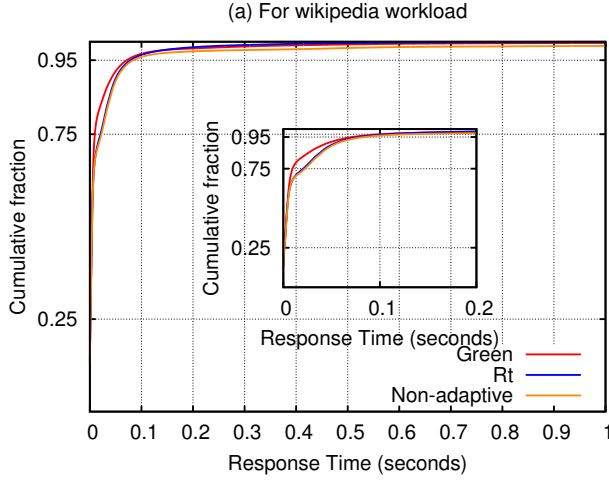 (a) For wikipedia workload
Cumulative fraction
0.95
0.75
0.25
Cumulative fraction
0.95
0.75
0.25
0 0.1 0.2
Response Time (seconds)
Green
Rt
Non-adaptive
0 0.1 0.2 0.3 0.4 0.5 0.6 0.7 0.8 0.9 1
Response Time (seconds)